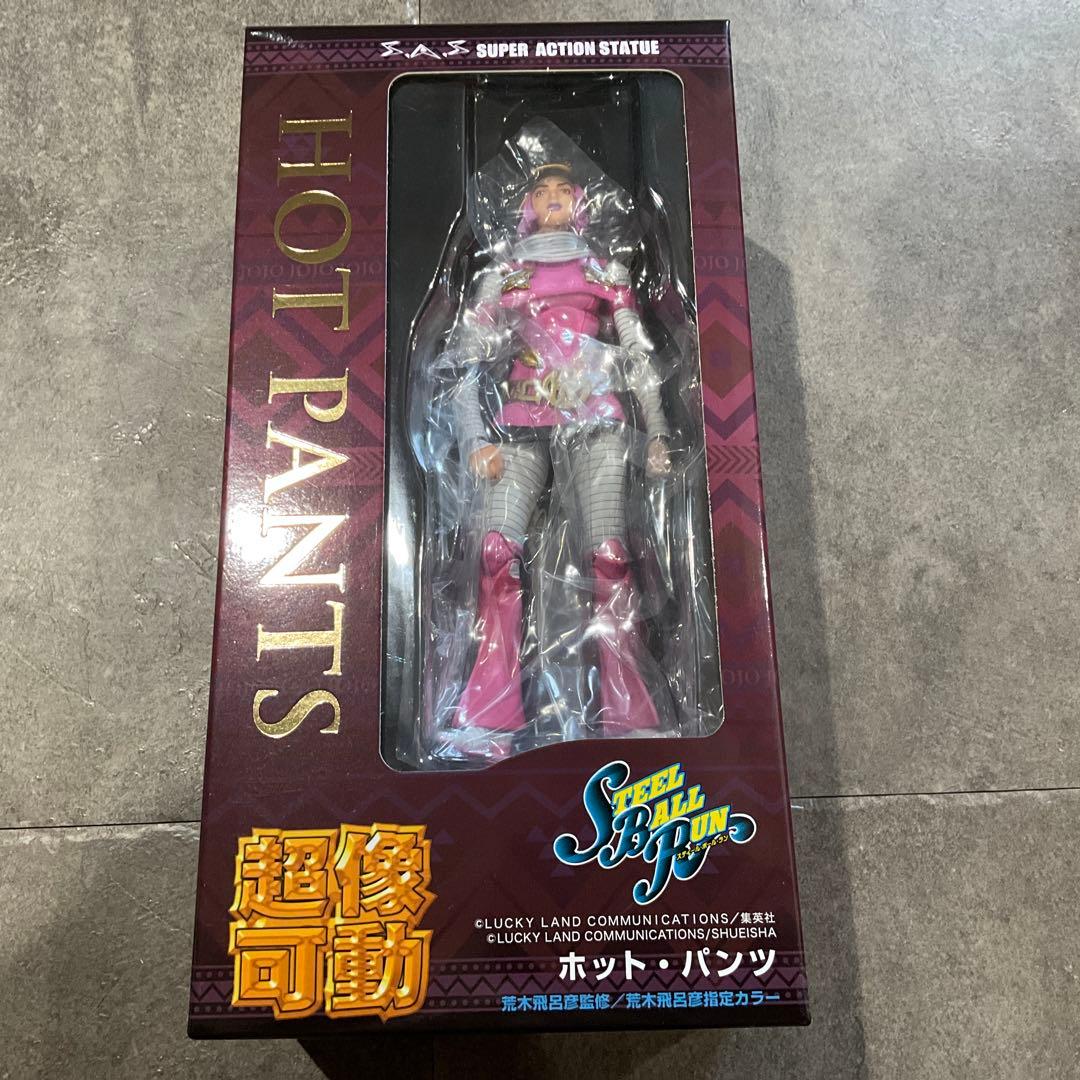 S.A.S SUPER ACTION STATUE
HOT PANTS
JOJO JOJO JOJO
JOJO
JOJO
STEEL
BALL
RUN
スティール・ボール・ラン
超像
可動
©LUCKY LAND COMMUNICATIONS/集英社
©LUCKY LAND COMMUNICATIONS/SHUEISHA
ホット・パンツ
荒木飛呂彦監修/荒木飛呂彦指定カラー